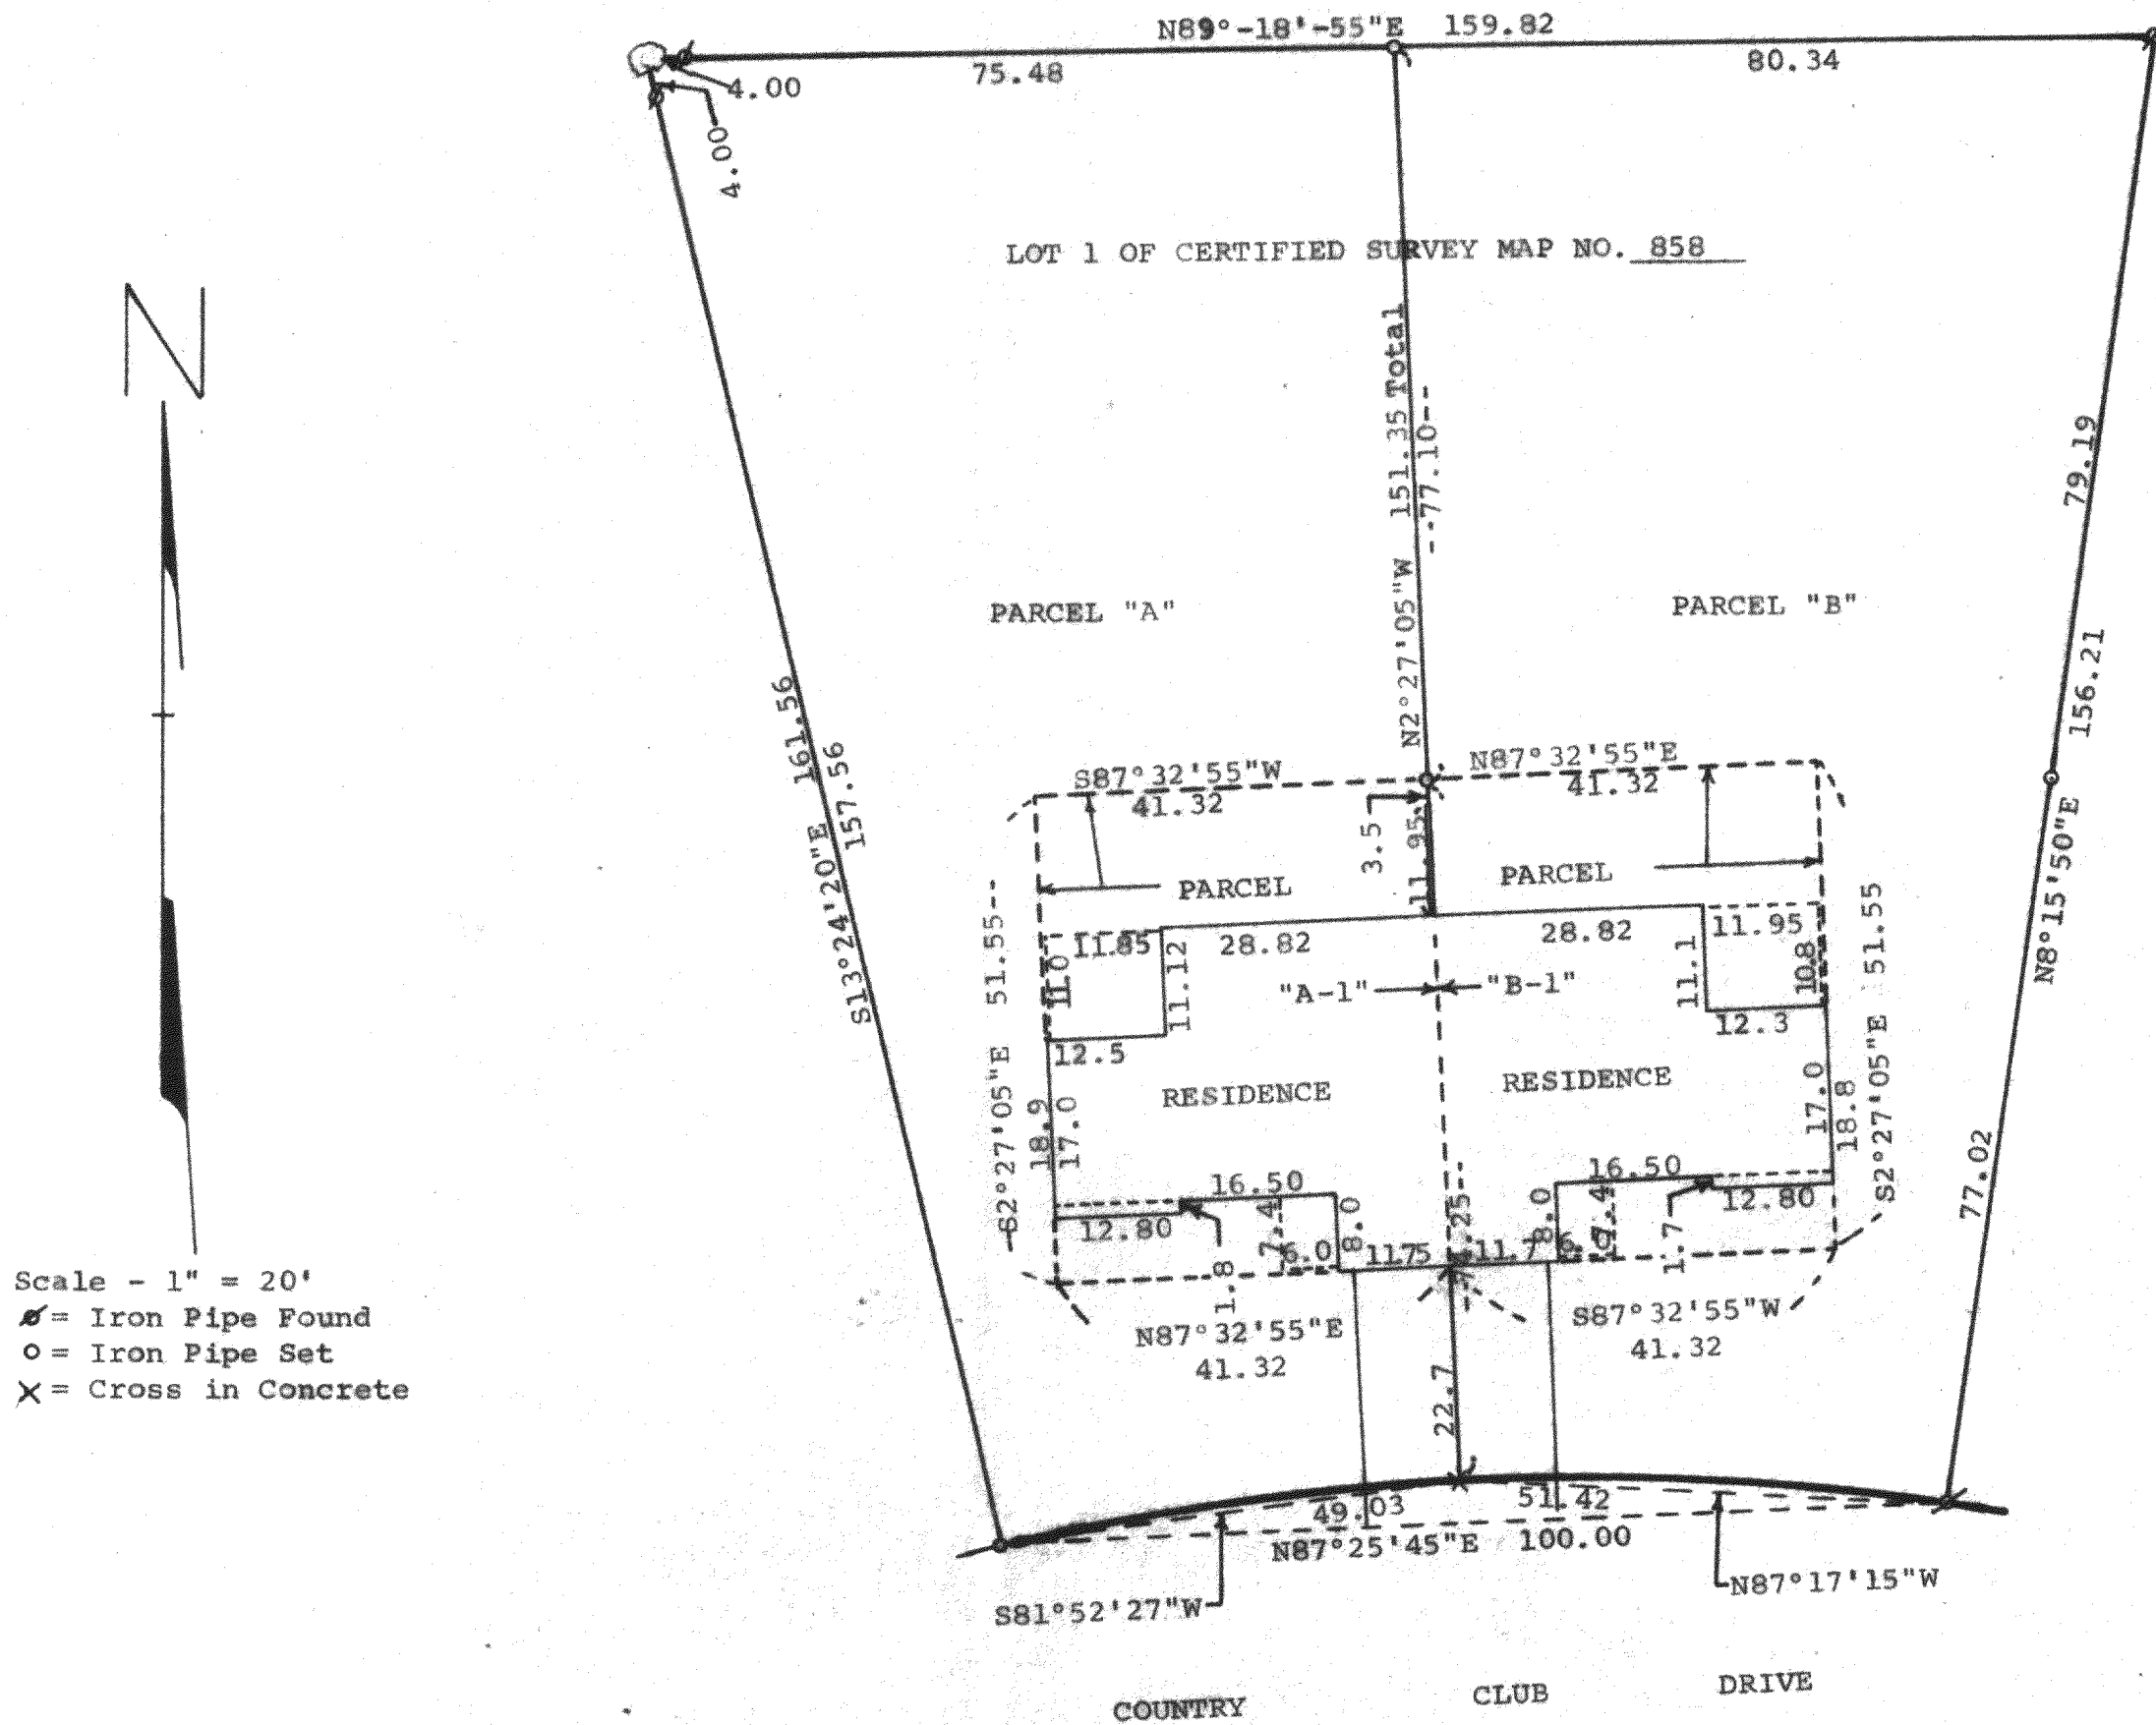 N89°-18'-55"E 159.82
75.48
80.34
4.00
4.00
LOT 1 OF CERTIFIED SURVEY MAP NO. 858
N
N2°27'05"W 151.35 Total
--77.10--
79.19
N8°15'50"E 156.21
77.02
PARCEL "A"
PARCEL "B"
S13°24'20"E 161.56
157.56
S87°32'55"W
41.32
N87°32'55"E
41.32
3.5
11.95
PARCEL
PARCEL
S2°27'05"E 51.55--
S2°27'05"E 51.55
11.85
28.82
28.82
11.95
11.0
11.12
11.1
10.8
"A-1"
"B-1"
12.5
12.3
RESIDENCE
RESIDENCE
18.9
17.0
17.0
18.8
16.50
16.50
12.80
12.80
7.4
6.0
8.0
11.75
11.7
8.0
7.4
1.8
1.7
N87°32'55"E
41.32
S87°32'55"W
41.32
22.7
49.03
51.42
N87°25'45"E 100.00
S81°52'27"W
N87°17'15"W
COUNTRY CLUB DRIVE
Scale - 1" = 20'
= Iron Pipe Found
= Iron Pipe Set
= Cross in Concrete